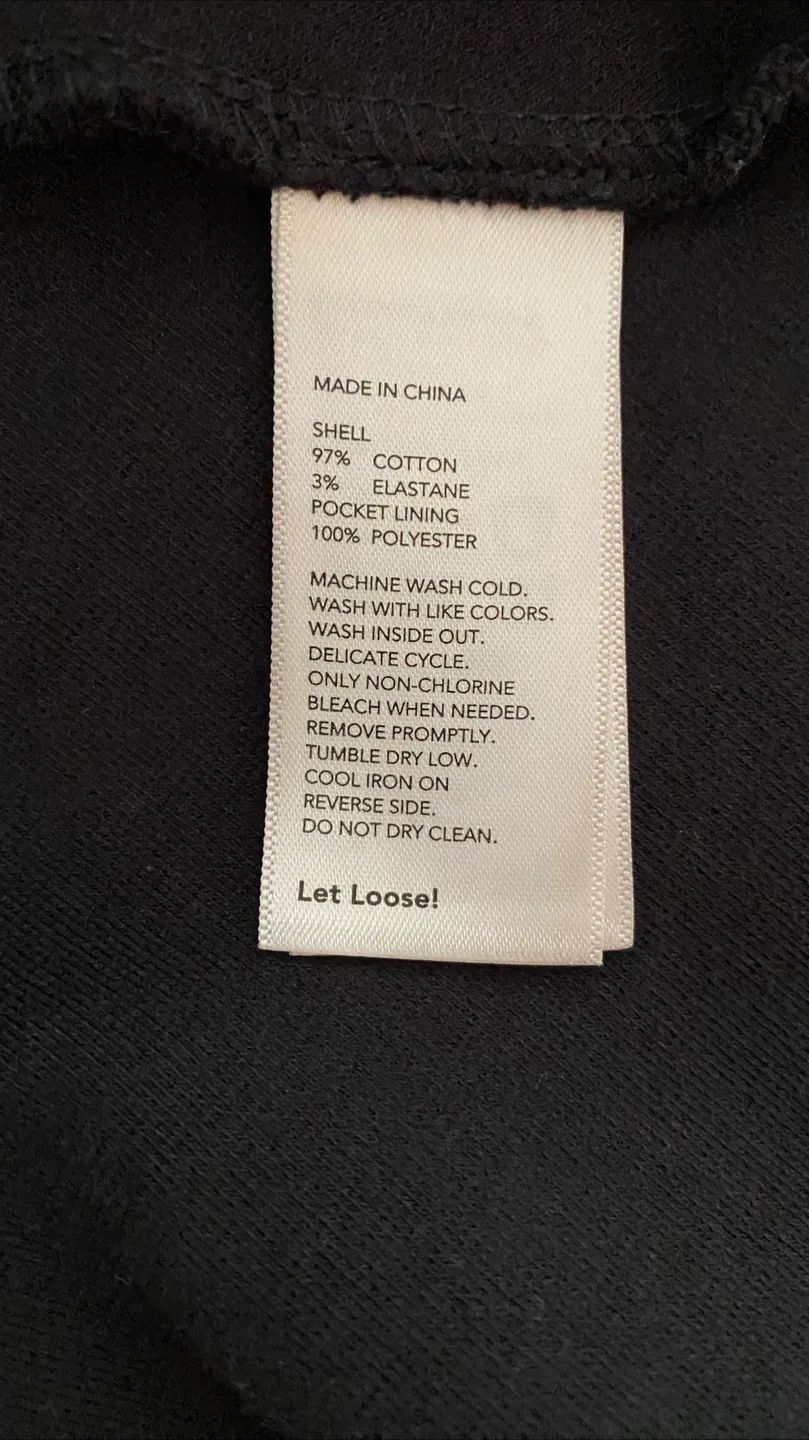 MADE IN CHINA
SHELL
97% COTTON
3% ELASTANE
POCKET LINING
100% POLYESTER
MACHINE WASH COLD.
WASH WITH LIKE COLORS.
WASH INSIDE OUT.
DELICATE CYCLE.
ONLY NON-CHLORINE
BLEACH WHEN NEEDED.
REMOVE PROMPTLY.
TUMBLE DRY LOW.
COOL IRON ON
REVERSE SIDE.
DO NOT DRY CLEAN.
Let Loose!